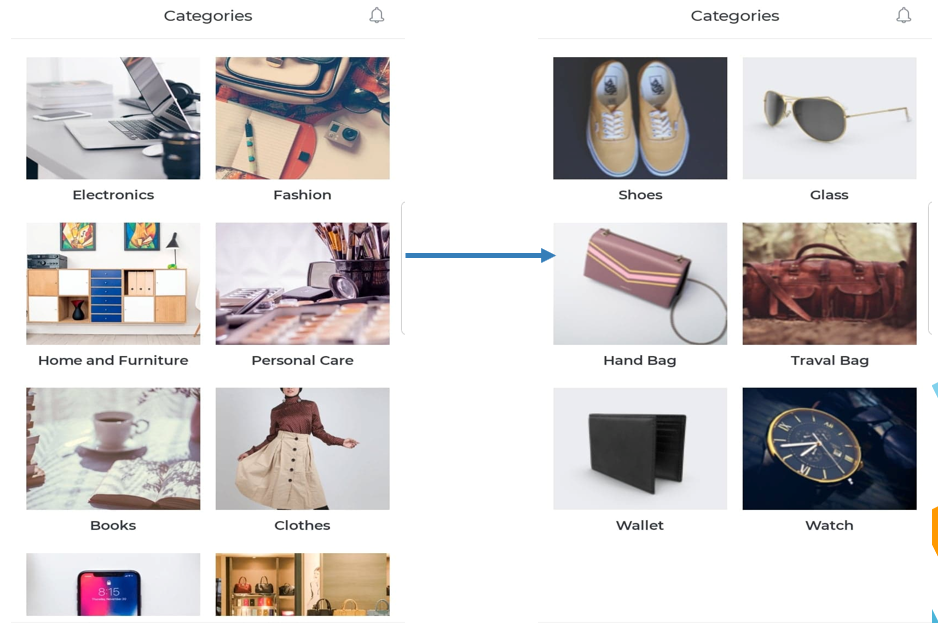 Categories
Electronics
Fashion
Home and Furniture
Personal Care
Books
Clothes
8:15
Categories
Shoes
Glass
Hand Bag
Traval Bag
Wallet
Watch